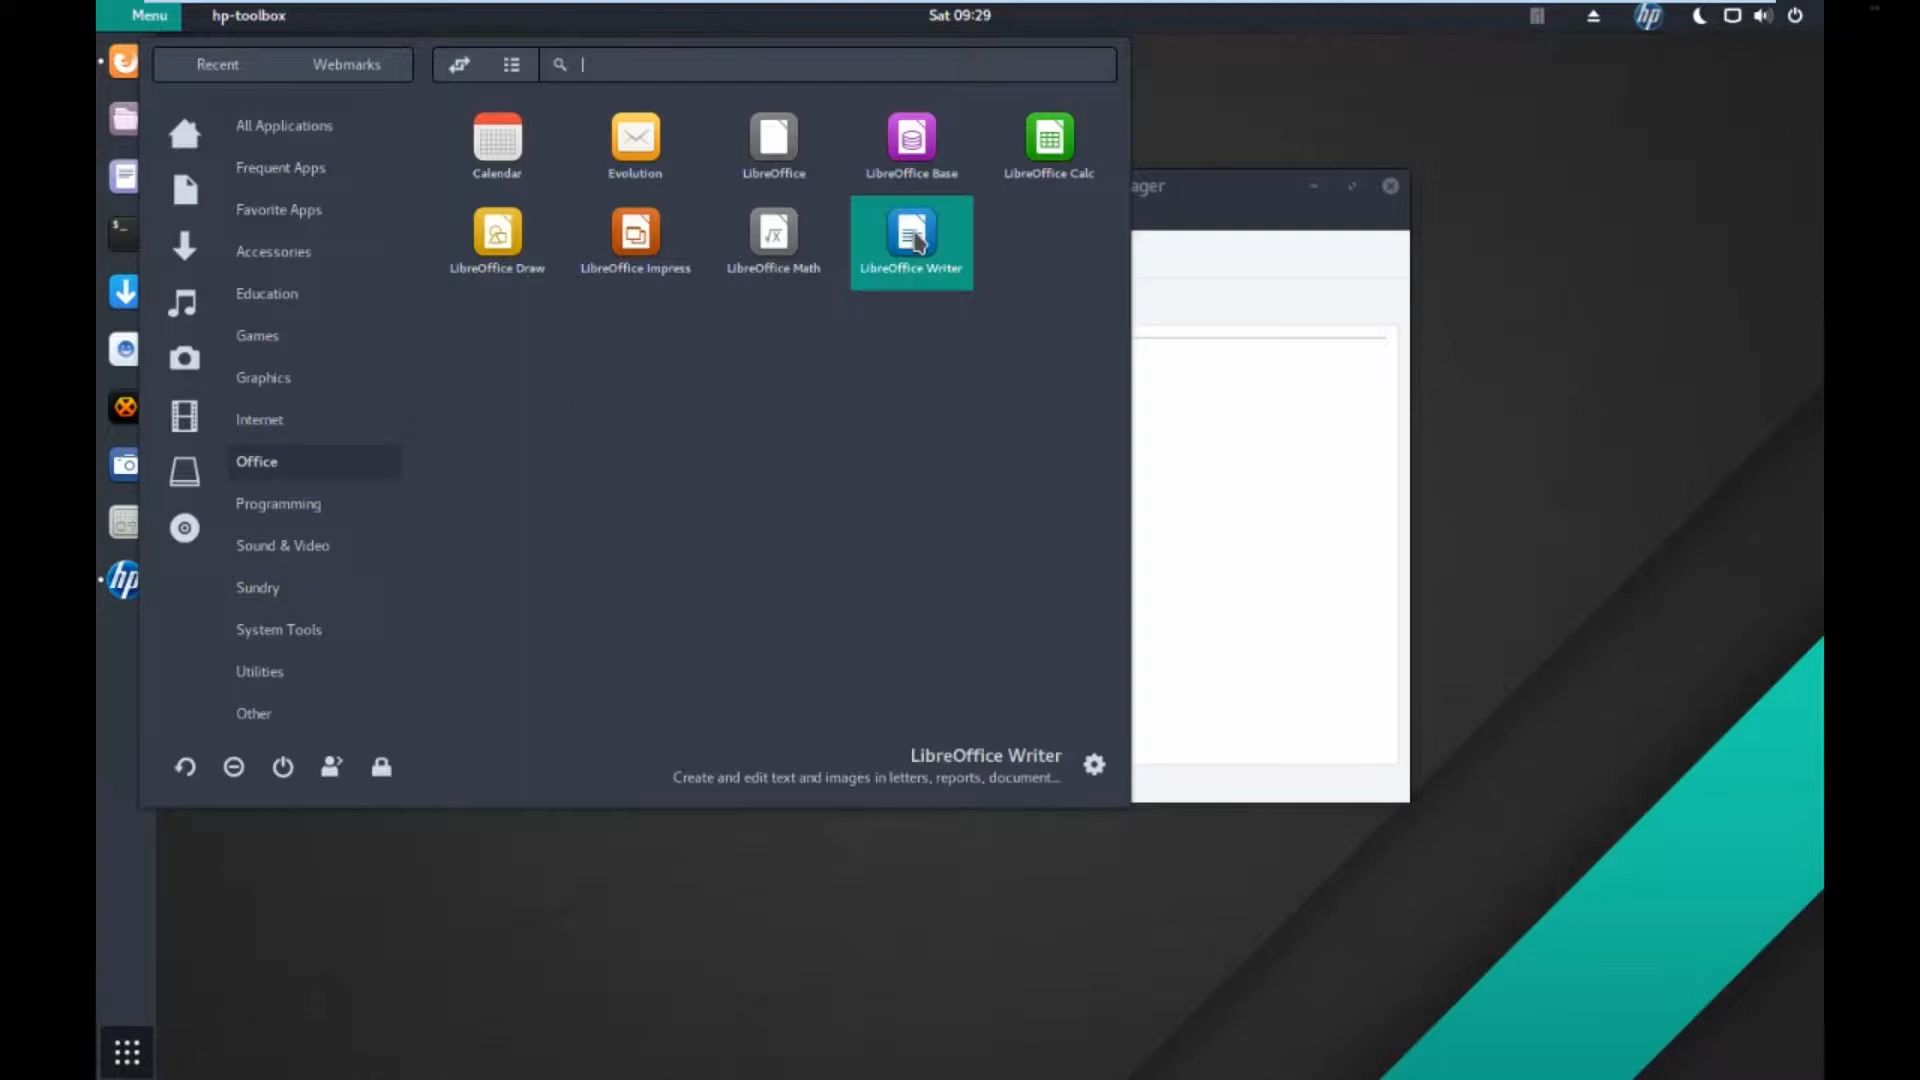 Menu hp-toolbox Sat 09:29 hp
Recent Webmarks
All Applications
Frequent Apps
Favorite Apps
Accessories
Education
Games
Graphics
Internet
Office
Programming
Sound & Video
Sundry
System Tools
Utilities
Other
Calendar Evolution LibreOffice LibreOffice Base LibreOffice Calc
LibreOffice Draw LibreOffice Impress LibreOffice Math LibreOffice Writer
LibreOffice Writer
Create and edit text and images in letters, reports, document...
ager
$_
hp